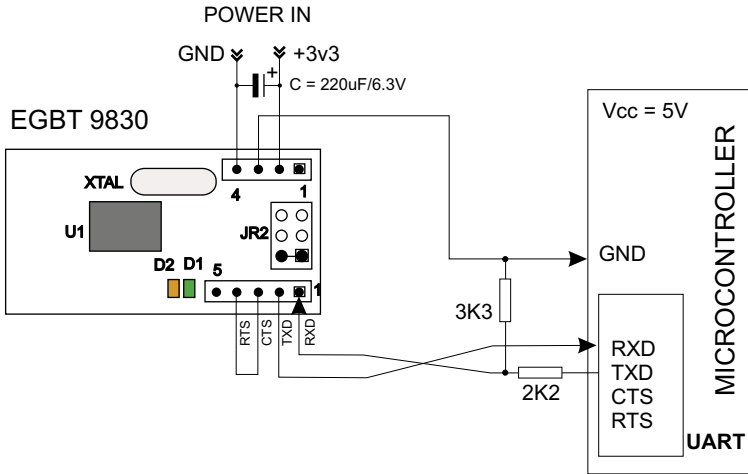 POWER IN
GND +3v3
+
C = 220uF/6.3V
EGBT 9830
Vcc = 5V
MICROCONTROLLER
XTAL
4 1
U1
JR2
GND
D2 D1
5 1
3K3
RTS
CTS
TXD
RXD
RXD
TXD
CTS
RTS
2K2
UART